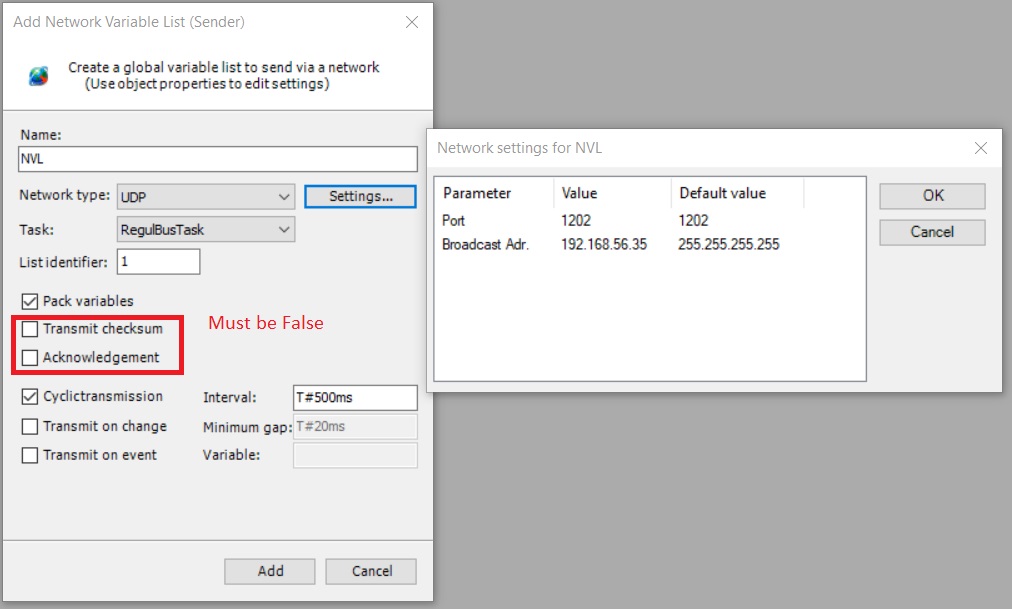 Add Network Variable List (Sender)
Create a global variable list to send via a network
(Use object properties to edit settings)
Name:
NVL
Network type: UDP Settings...
Task: RegulBusTask
List identifier: 1
Pack variables
Transmit checksum
Must be False
Acknowledgement
Cyclictransmission Interval: T#500ms
Transmit on change Minimum gap: T#20ms
Transmit on event Variable:
Add Cancel
Network settings for NVL
Parameter Value Default value
Port 1202 1202
Broadcast Adr. 192.168.56.35 255.255.255.255
OK
Cancel